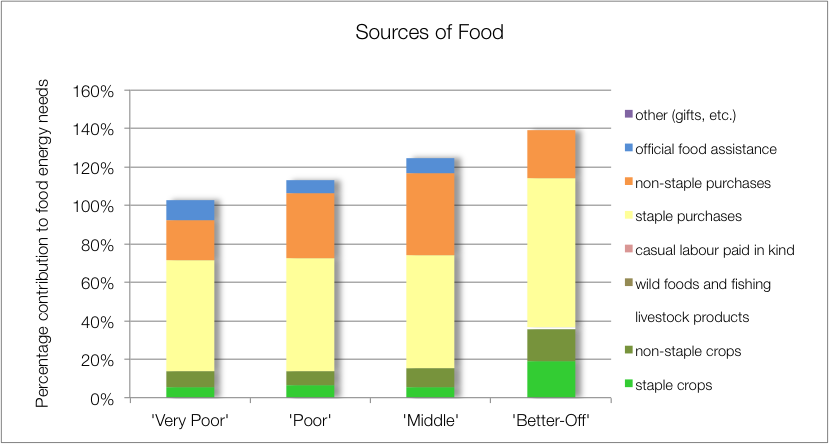 Sources of Food
Percentage contribution to food energy needs
160%
140%
120%
100%
80%
60%
40%
20%
0%
'Very Poor'
'Poor'
'Middle'
'Better-Off'
other (gifts, etc.)
official food assistance
non-staple purchases
staple purchases
casual labour paid in kind
wild foods and fishing
livestock products
non-staple crops
staple crops